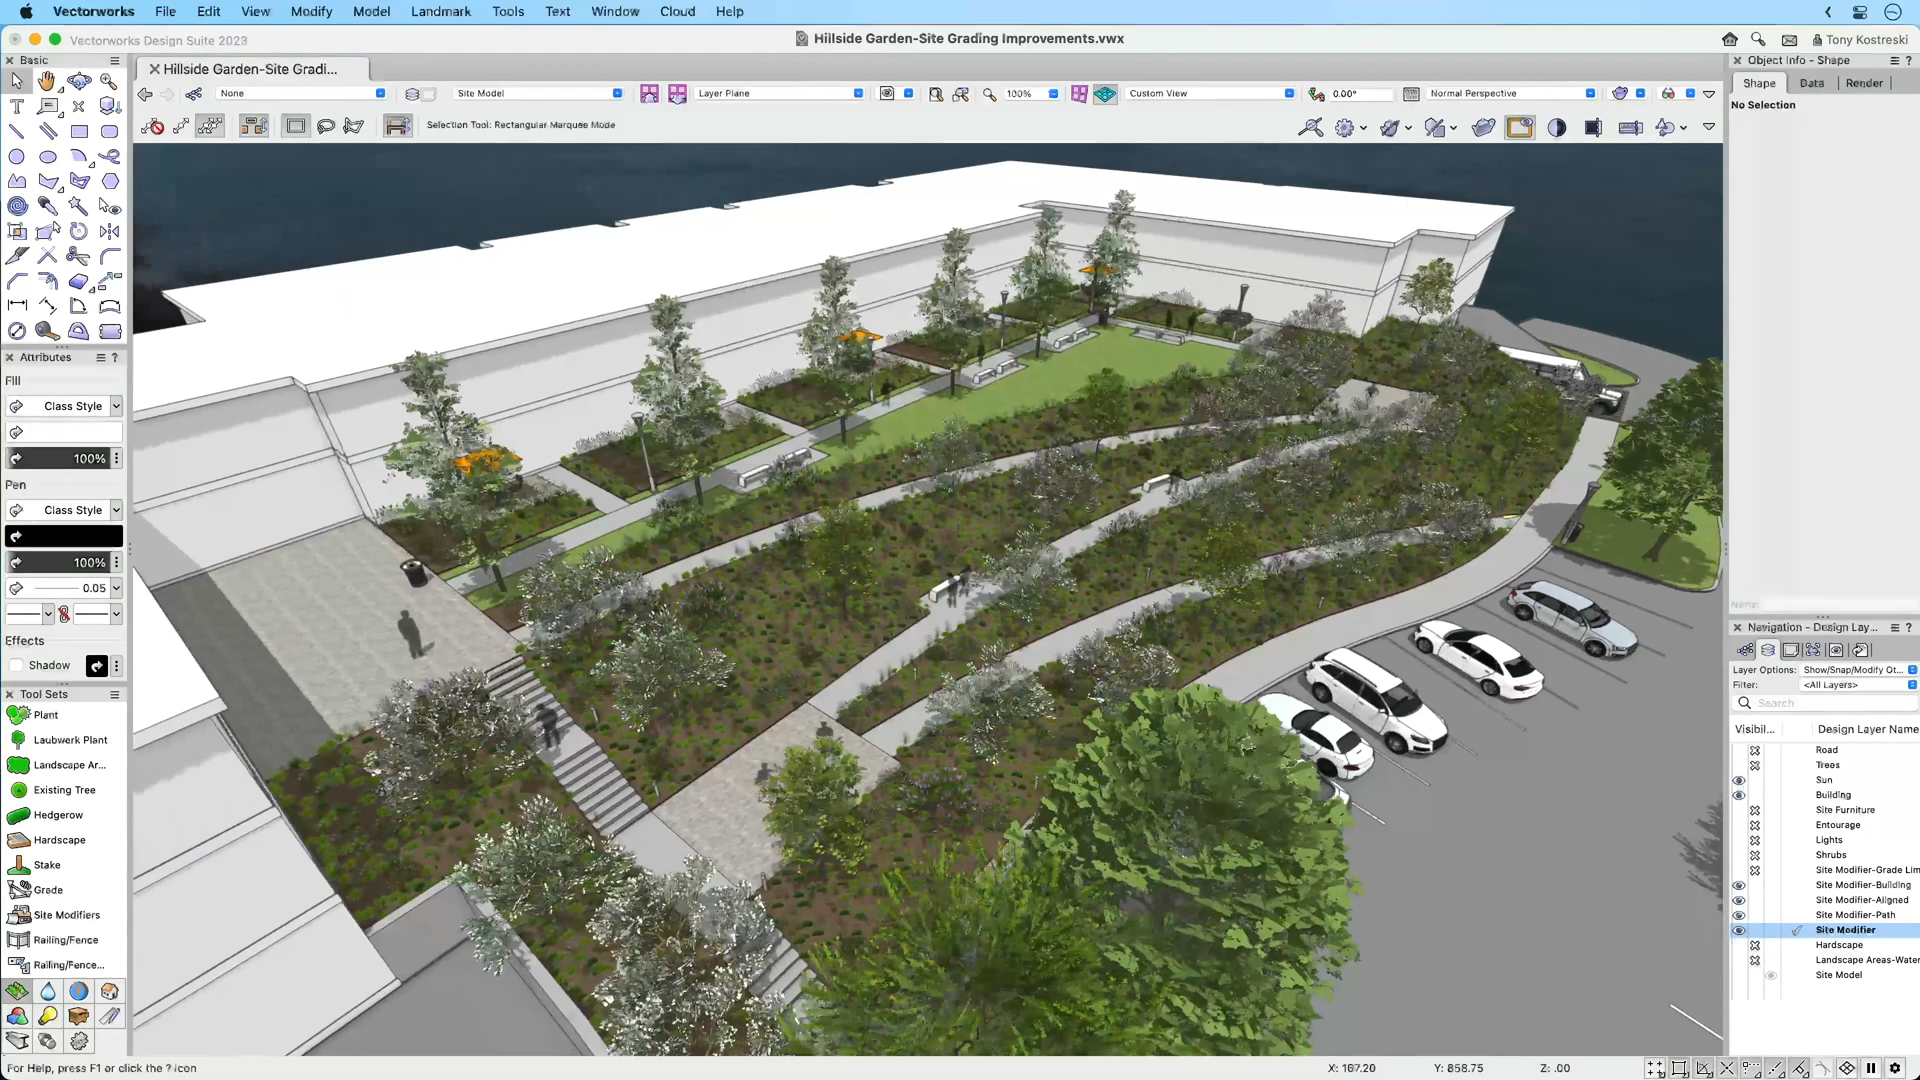 Vectorworks File Edit View Modify Model Landmark Tools Text Window Cloud Help
Vectorworks Design Suite 2023
Hillside Garden-Site Grading Improvements.vwx
Tony Kostreski
Basic
Hillside Garden-Site Gradi...
None
Site Model
Layer Plane
100%
Custom View
0.00°
Normal Perspective
Selection Tool: Rectangular Marquee Mode
Attributes
Fill
Class Style
100%
Pen
Class Style
100%
0.05
Effects
Shadow
Tool Sets
Plant
Laubwerk Plant
Landscape Ar...
Existing Tree
Hedgerow
Hardscape
Stake
Grade
Site Modifiers
Railing/Fence
Railing/Fence...
Object Info - Shape
Shape Data Render
No Selection
Name:
Navigation - Design Lay...
Layer Options: Show/Snap/Modify Ot...
Filter: <All Layers>
Search
Visibil... Design Layer Name
Road
Trees
Sun
Building
Site Furniture
Entourage
Lights
Shrubs
Site Modifier-Grade Lim
Site Modifier-Building
Site Modifier-Aligned
Site Modifier-Path
Site Modifier
Hardscape
Landscape Areas-Water
Site Model
For Help, press F1 or click the ? icon
X: 167.20 Y: 858.75 Z: .00